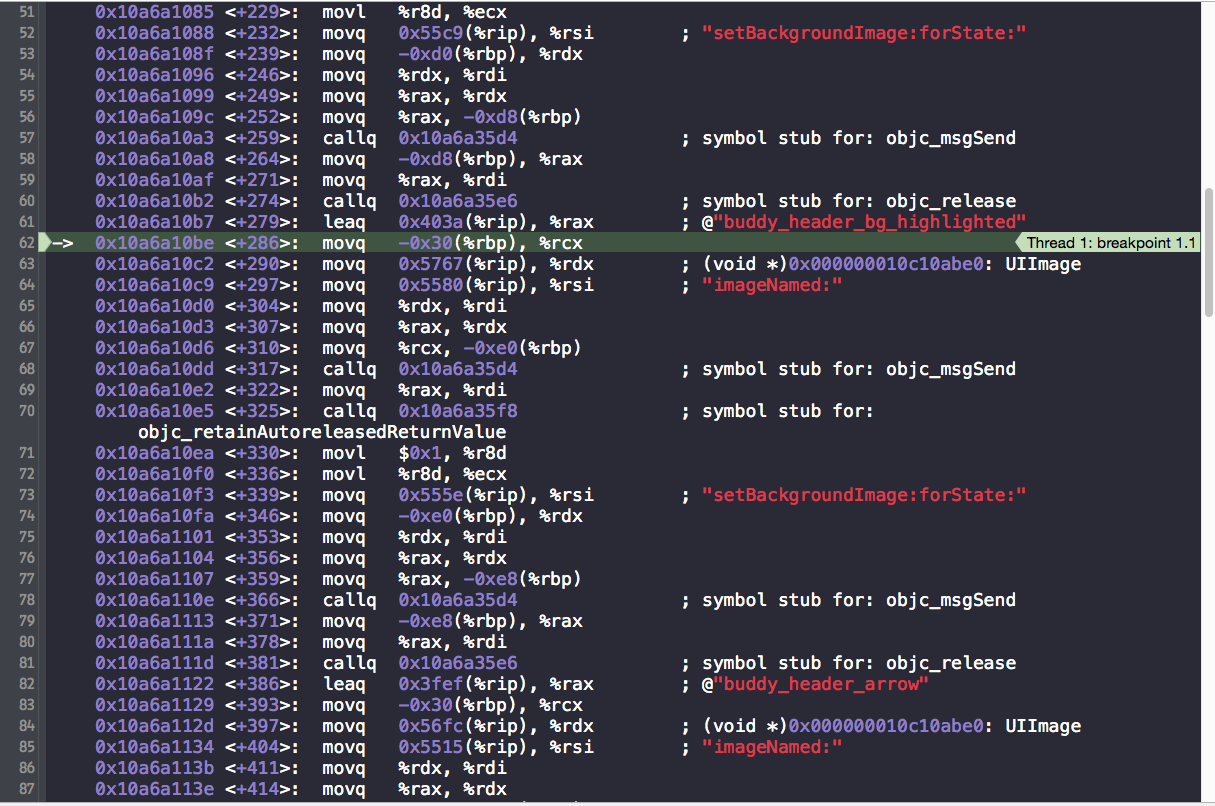 51 0x10a6a1085 <+229>: movl %r8d, %ecx
52 0x10a6a1088 <+232>: movq 0x55c9(%rip), %rsi ; "setBackgroundImage:forState:"
53 0x10a6a108f <+239>: movq -0xd0(%rbp), %rdx
54 0x10a6a1096 <+246>: movq %rdx, %rdi
55 0x10a6a1099 <+249>: movq %rax, %rdx
56 0x10a6a109c <+252>: movq %rax, -0xd8(%rbp)
57 0x10a6a10a3 <+259>: callq 0x10a6a35d4 ; symbol stub for: objc_msgSend
58 0x10a6a10a8 <+264>: movq -0xd8(%rbp), %rax
59 0x10a6a10af <+271>: movq %rax, %rdi
60 0x10a6a10b2 <+274>: callq 0x10a6a35e6 ; symbol stub for: objc_release
61 0x10a6a10b7 <+279>: leaq 0x403a(%rip), %rax ; @"buddy_header_bg_highlighted"
62 -> 0x10a6a10be <+286>: movq -0x30(%rbp), %rcx Thread 1: breakpoint 1.1
63 0x10a6a10c2 <+290>: movq 0x5767(%rip), %rdx ; (void *)0x000000010c10abe0: UIImage
64 0x10a6a10c9 <+297>: movq 0x5580(%rip), %rsi ; "imageNamed:"
65 0x10a6a10d0 <+304>: movq %rdx, %rdi
66 0x10a6a10d3 <+307>: movq %rax, %rdx
67 0x10a6a10d6 <+310>: movq %rcx, -0xe0(%rbp)
68 0x10a6a10dd <+317>: callq 0x10a6a35d4 ; symbol stub for: objc_msgSend
69 0x10a6a10e2 <+322>: movq %rax, %rdi
70 0x10a6a10e5 <+325>: callq 0x10a6a35f8 ; symbol stub for:
objc_retainAutoreleasedReturnValue
71 0x10a6a10ea <+330>: movl $0x1, %r8d
72 0x10a6a10f0 <+336>: movl %r8d, %ecx
73 0x10a6a10f3 <+339>: movq 0x555e(%rip), %rsi ; "setBackgroundImage:forState:"
74 0x10a6a10fa <+346>: movq -0xe0(%rbp), %rdx
75 0x10a6a1101 <+353>: movq %rdx, %rdi
76 0x10a6a1104 <+356>: movq %rax, %rdx
77 0x10a6a1107 <+359>: movq %rax, -0xe8(%rbp)
78 0x10a6a110e <+366>: callq 0x10a6a35d4 ; symbol stub for: objc_msgSend
79 0x10a6a1113 <+371>: movq -0xe8(%rbp), %rax
80 0x10a6a111a <+378>: movq %rax, %rdi
81 0x10a6a111d <+381>: callq 0x10a6a35e6 ; symbol stub for: objc_release
82 0x10a6a1122 <+386>: leaq 0x3fef(%rip), %rax ; @"buddy_header_arrow"
83 0x10a6a1129 <+393>: movq -0x30(%rbp), %rcx
84 0x10a6a112d <+397>: movq 0x56fc(%rip), %rdx ; (void *)0x000000010c10abe0: UIImage
85 0x10a6a1134 <+404>: movq 0x5515(%rip), %rsi ; "imageNamed:"
86 0x10a6a113b <+411>: movq %rdx, %rdi
87 0x10a6a113e <+414>: movq %rax, %rdx